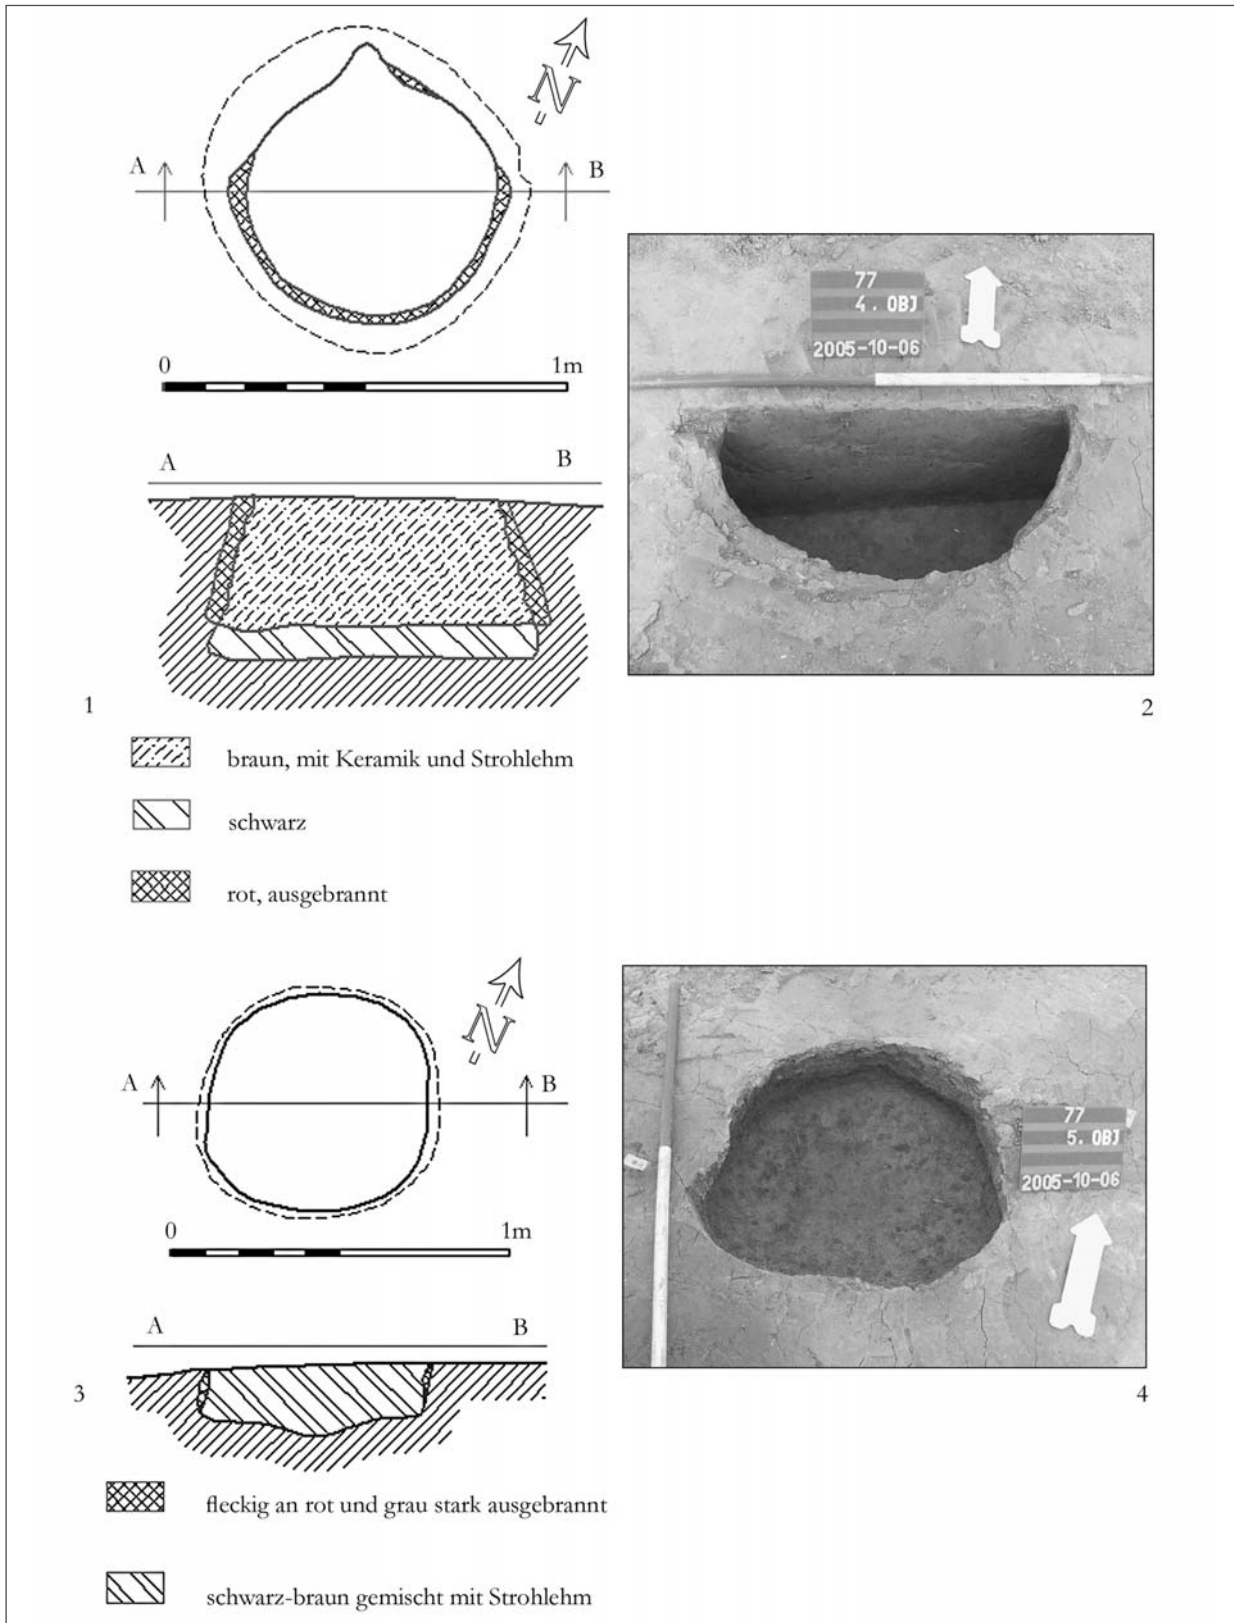 N
A
B
0 1m
A B
1
braun, mit Keramik und Strohlehm
schwarz
rot, ausgebrannt
77
4. OBJ
2005-10-06
2
N
A
B
0 1m
A B
3
fleckig an rot und grau stark ausgebrannt
schwarz-braun gemischt mit Strohlehm
77
5. OBJ
2005-10-06
4